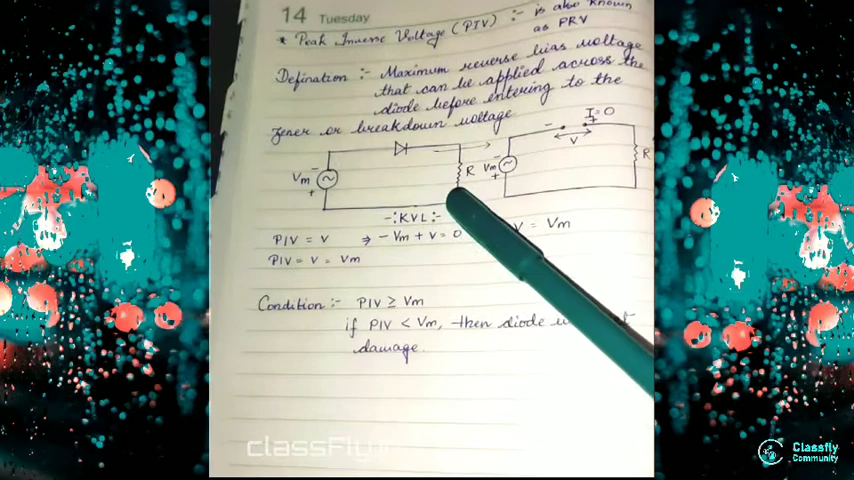 14 Tuesday
* Peak Inverse Voltage (PIV) :- is also known
as PRV
Defination :- Maximum reverse bias voltage
that can be applied across the
diode before entering to the
zener or breakdown voltage
I=0
- +
V
Vm - + R Vm - + R
-:KVL:-
PIV = V ⇒ -Vm + V = 0 V = Vm
PIV = V = Vm
Condition :- PIV ≥ Vm
if PIV < Vm, then diode
damage.
classFly
Classfly
Community